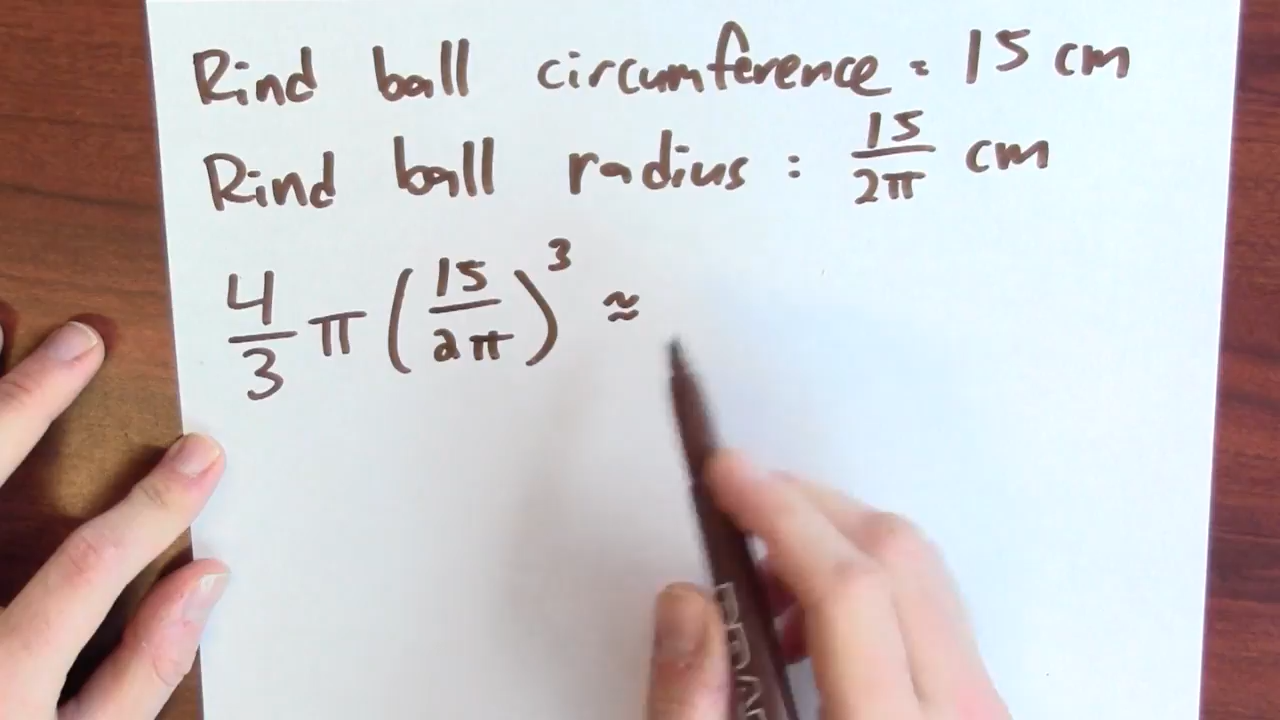 Rind ball circumference = 15 cm
Rind ball radius : 15/2π cm
4/3 π (15/2π)³ ≈